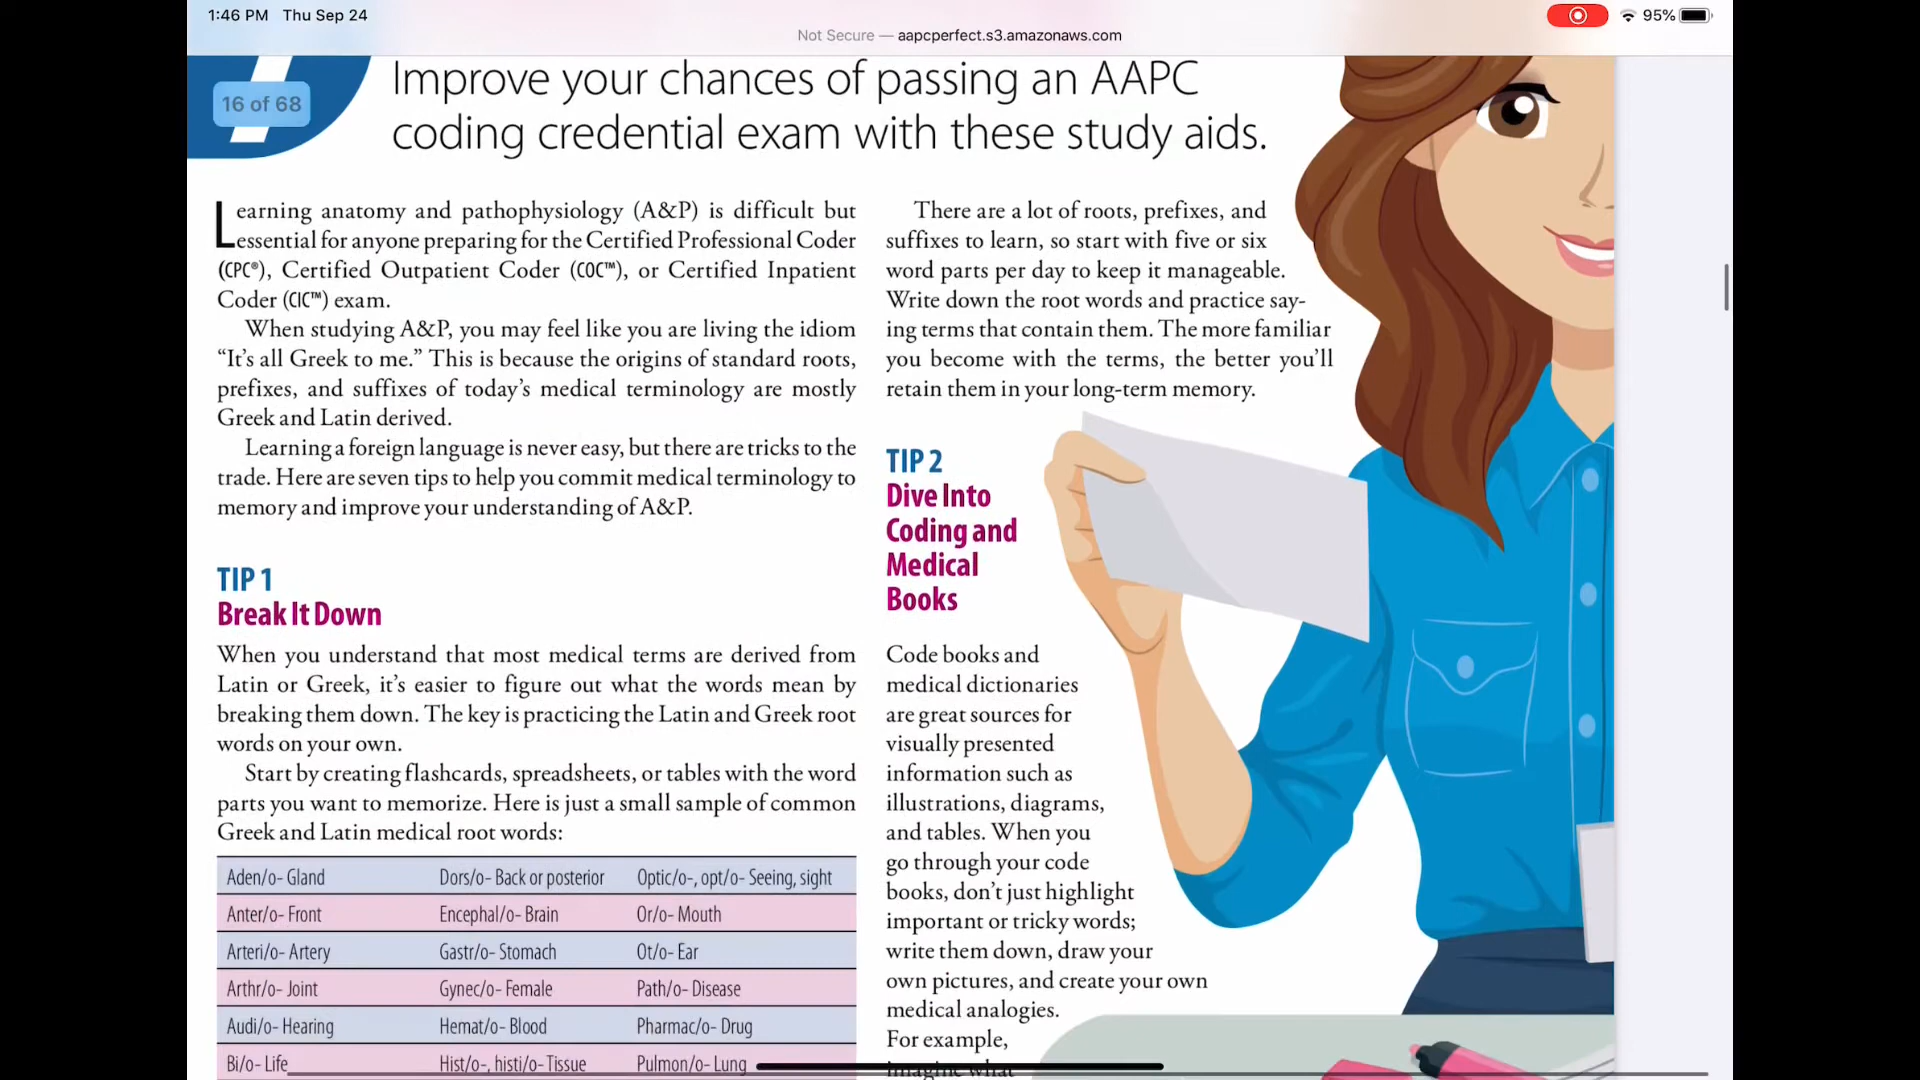 1:46 PM Thu Sep 24
95%
Not Secure — aapcperfect.s3.amazonaws.com
16 of 68
Improve your chances of passing an AAPC
coding credential exam with these study aids.
Learning anatomy and pathophysiology (A&P) is difficult but
essential for anyone preparing for the Certified Professional Coder
(CPC®), Certified Outpatient Coder (COC™), or Certified Inpatient
Coder (CIC™) exam.
When studying A&P, you may feel like you are living the idiom
“It’s all Greek to me.” This is because the origins of standard roots,
prefixes, and suffixes of today’s medical terminology are mostly
Greek and Latin derived.
Learning a foreign language is never easy, but there are tricks to the
trade. Here are seven tips to help you commit medical terminology to
memory and improve your understanding of A&P.
TIP 1
Break It Down
When you understand that most medical terms are derived from
Latin or Greek, it’s easier to figure out what the words mean by
breaking them down. The key is practicing the Latin and Greek root
words on your own.
Start by creating flashcards, spreadsheets, or tables with the word
parts you want to memorize. Here is just a small sample of common
Greek and Latin medical root words:
Aden/o- Gland Dors/o- Back or posterior Optic/o-, opt/o- Seeing, sight
Anter/o- Front Encephal/o- Brain Or/o- Mouth
Arteri/o- Artery Gastr/o- Stomach Ot/o- Ear
Arthr/o- Joint Gynec/o- Female Path/o- Disease
Audi/o- Hearing Hemat/o- Blood Pharmac/o- Drug
Bi/o- Life Hist/o-, histi/o- Tissue Pulmon/o- Lung
There are a lot of roots, prefixes, and
suffixes to learn, so start with five or six
word parts per day to keep it manageable.
Write down the root words and practice say-
ing terms that contain them. The more familiar
you become with the terms, the better you’ll
retain them in your long-term memory.
TIP 2
Dive Into
Coding and
Medical
Books
Code books and
medical dictionaries
are great sources for
visually presented
information such as
illustrations, diagrams,
and tables. When you
go through your code
books, don’t just highlight
important or tricky words;
write them down, draw your
own pictures, and create your own
medical analogies.
For example,
imagine what